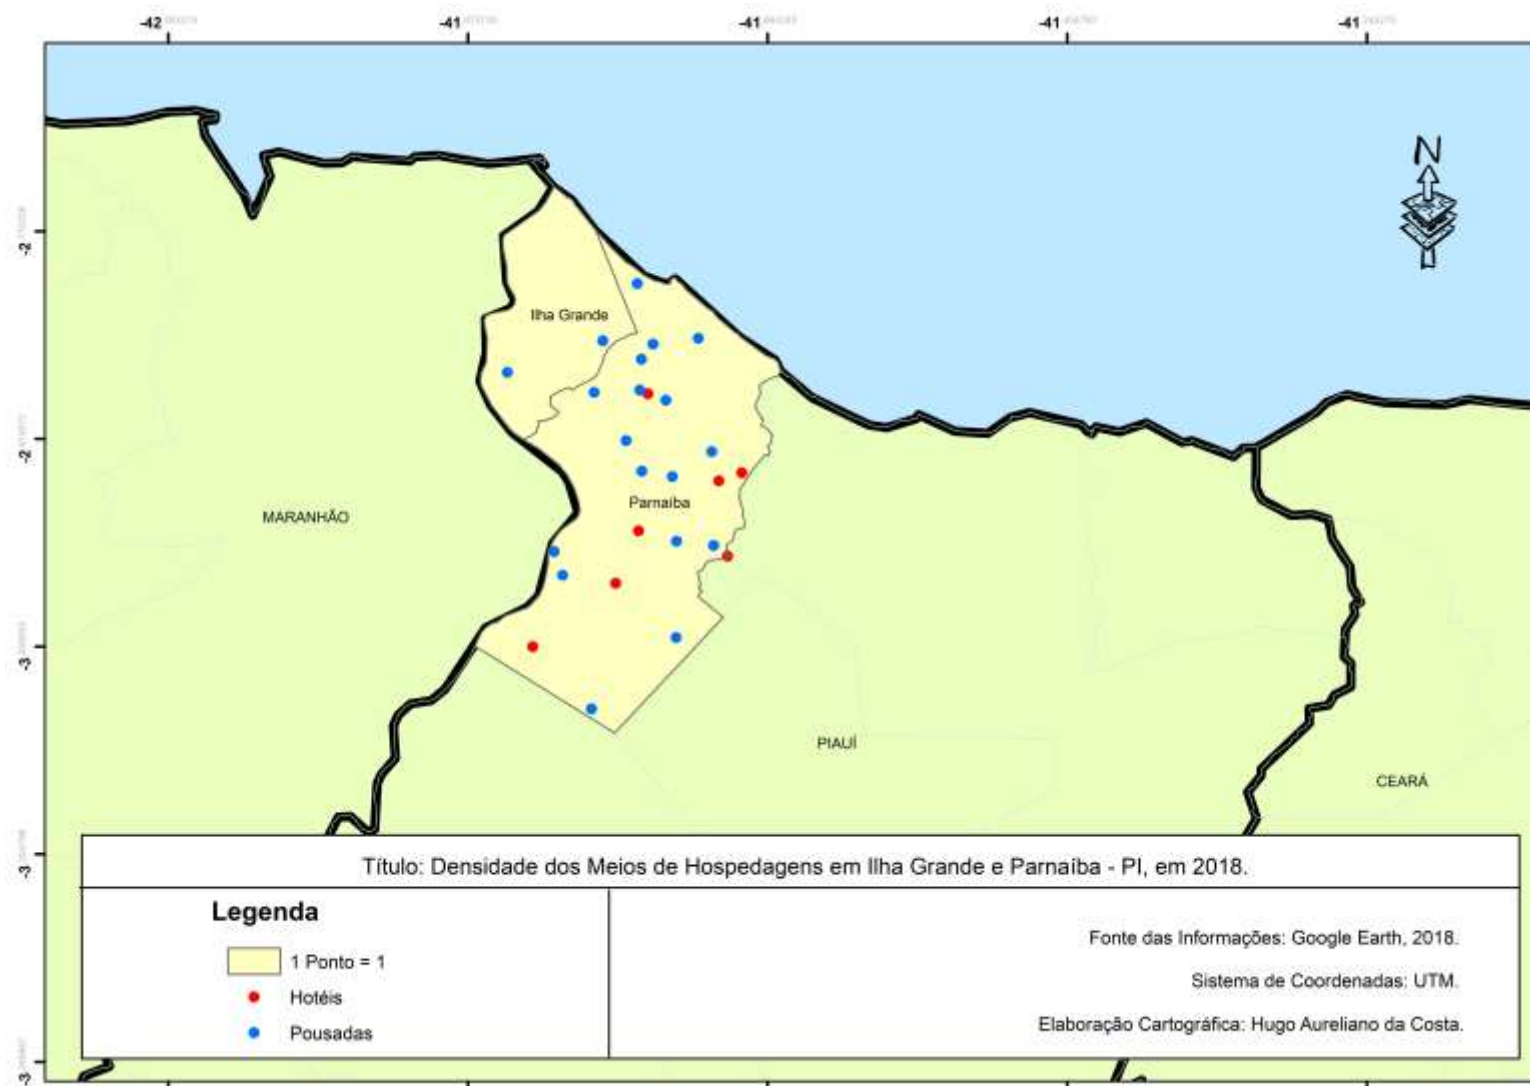 -42
-41
-41
-41
-41
N
-2
Ilha Grande
-2
Parnaíba
MARANHÃO
-3
PIAUÍ
CEARÁ
-3
Título: Densidade dos Meios de Hospedagens em Ilha Grande e Parnaíba - PI, em 2018.
Legenda
1 Ponto = 1
Hotéis
Pousadas
Fonte das Informações: Google Earth, 2018.
Sistema de Coordenadas: UTM.
Elaboração Cartográfica: Hugo Aureliano da Costa.
-3